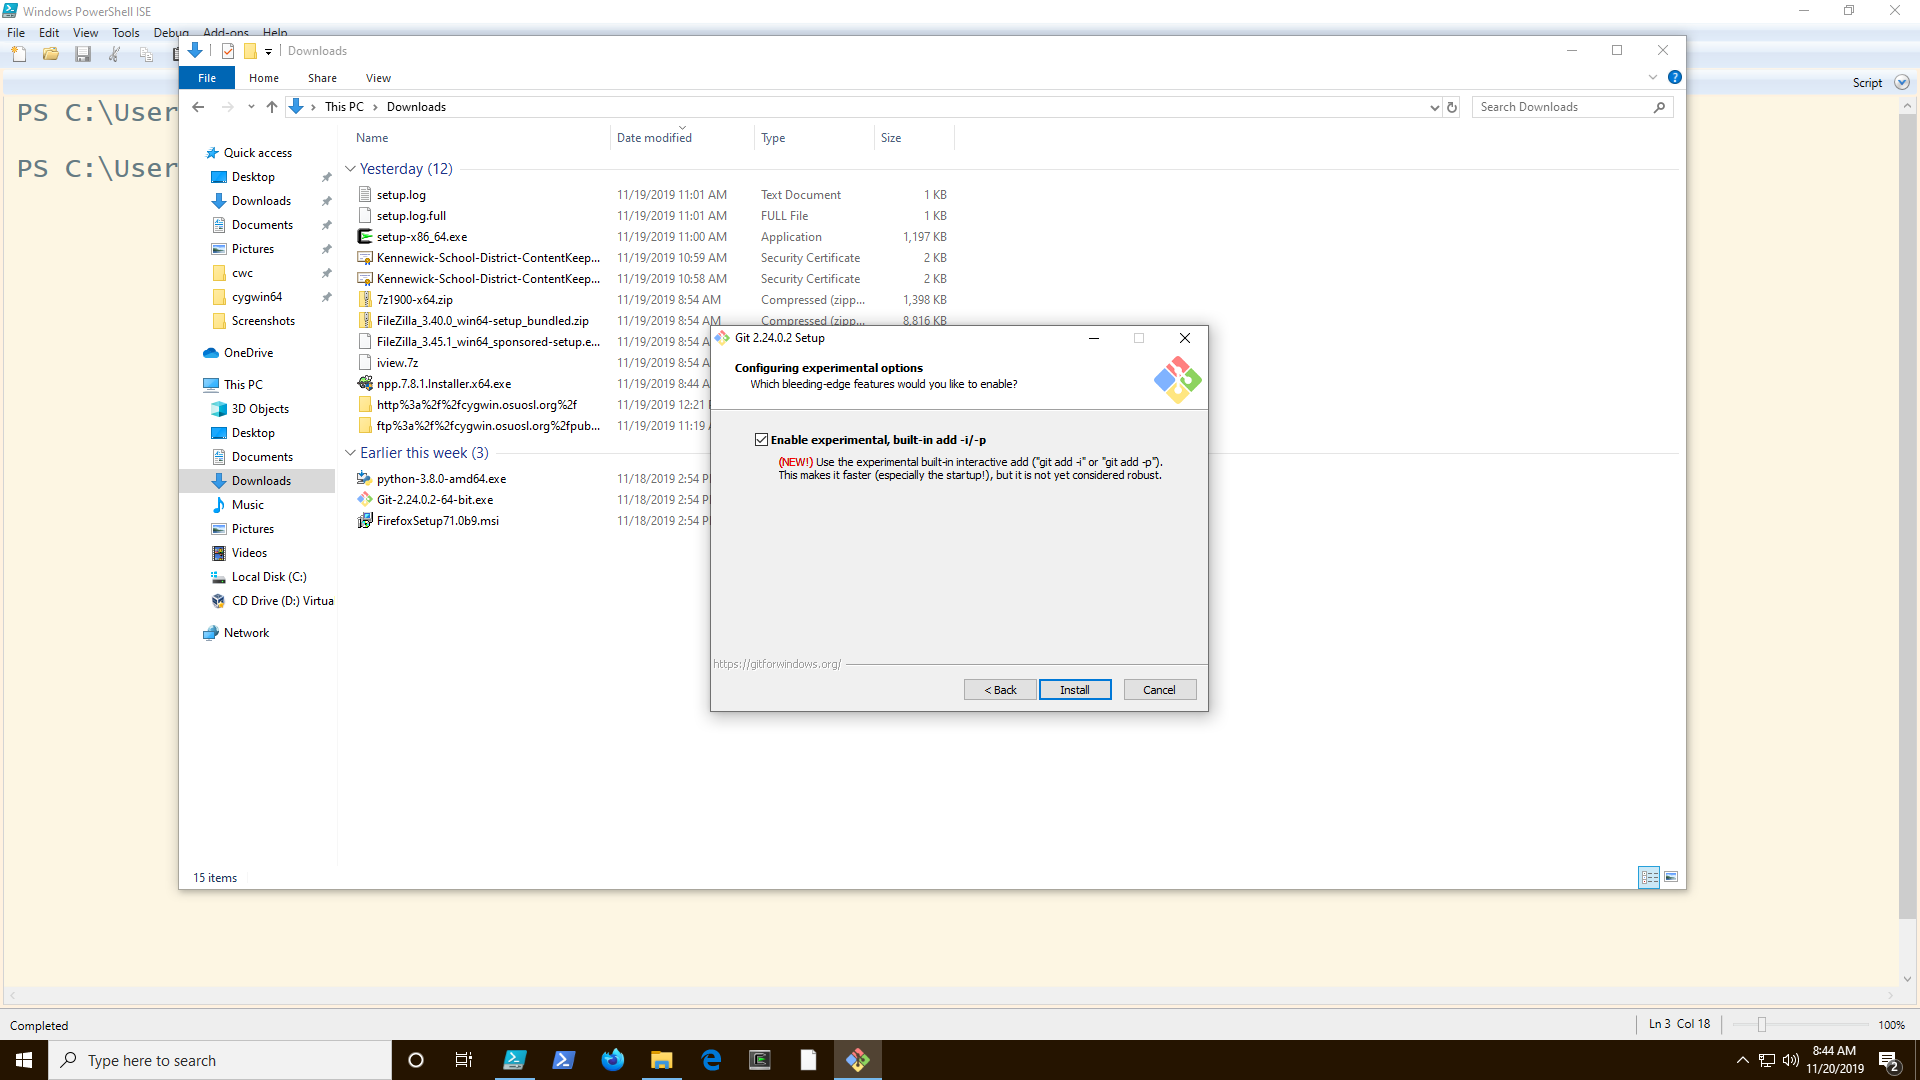 Windows PowerShell ISE
File Edit View Tools Debug Add-ons Help
Script
PS C:\User
PS C:\User
Downloads
File Home Share View
This PC Downloads
Search Downloads
Name Date modified Type Size
Quick access
Desktop
Downloads
Documents
Pictures
cwc
cygwin64
Screenshots
OneDrive
This PC
3D Objects
Desktop
Documents
Downloads
Music
Pictures
Videos
Local Disk (C:)
CD Drive (D:) Virtua
Network
Yesterday (12)
setup.log 11/19/2019 11:01 AM Text Document 1 KB
setup.log.full 11/19/2019 11:01 AM FULL File 1 KB
setup-x86_64.exe 11/19/2019 11:00 AM Application 1,197 KB
Kennewick-School-District-ContentKeep... 11/19/2019 10:59 AM Security Certificate 2 KB
Kennewick-School-District-ContentKeep... 11/19/2019 10:58 AM Security Certificate 2 KB
7z1900-x64.zip 11/19/2019 8:54 AM Compressed (zipp... 1,398 KB
FileZilla_3.40.0_win64-setup_bundled.zip 11/19/2019 8:54 AM Compressed (zipp... 8,816 KB
FileZilla_3.45.1_win64_sponsored-setup.e... 11/19/2019 8:54 A
iview.7z 11/19/2019 8:54 A
npp.7.8.1.Installer.x64.exe 11/19/2019 8:44 A
http%3a%2f%2fcygwin.osuosl.org%2f 11/19/2019 12:21
ftp%3a%2f%2fcygwin.osuosl.org%2fpub... 11/19/2019 11:19
Earlier this week (3)
python-3.8.0-amd64.exe 11/18/2019 2:54 P
Git-2.24.0.2-64-bit.exe 11/18/2019 2:54 P
FirefoxSetup71.0b9.msi 11/18/2019 2:54 P
15 items
Git 2.24.0.2 Setup
Configuring experimental options
Which bleeding-edge features would you like to enable?
Enable experimental, built-in add -i/-p
(NEW!) Use the experimental built-in interactive add ("git add -i" or "git add -p").
This makes it faster (especially the startup!), but it is not yet considered robust.
https://gitforwindows.org/
< Back Install Cancel
Completed
Ln 3 Col 18
100%
Type here to search
8:44 AM
11/20/2019
2